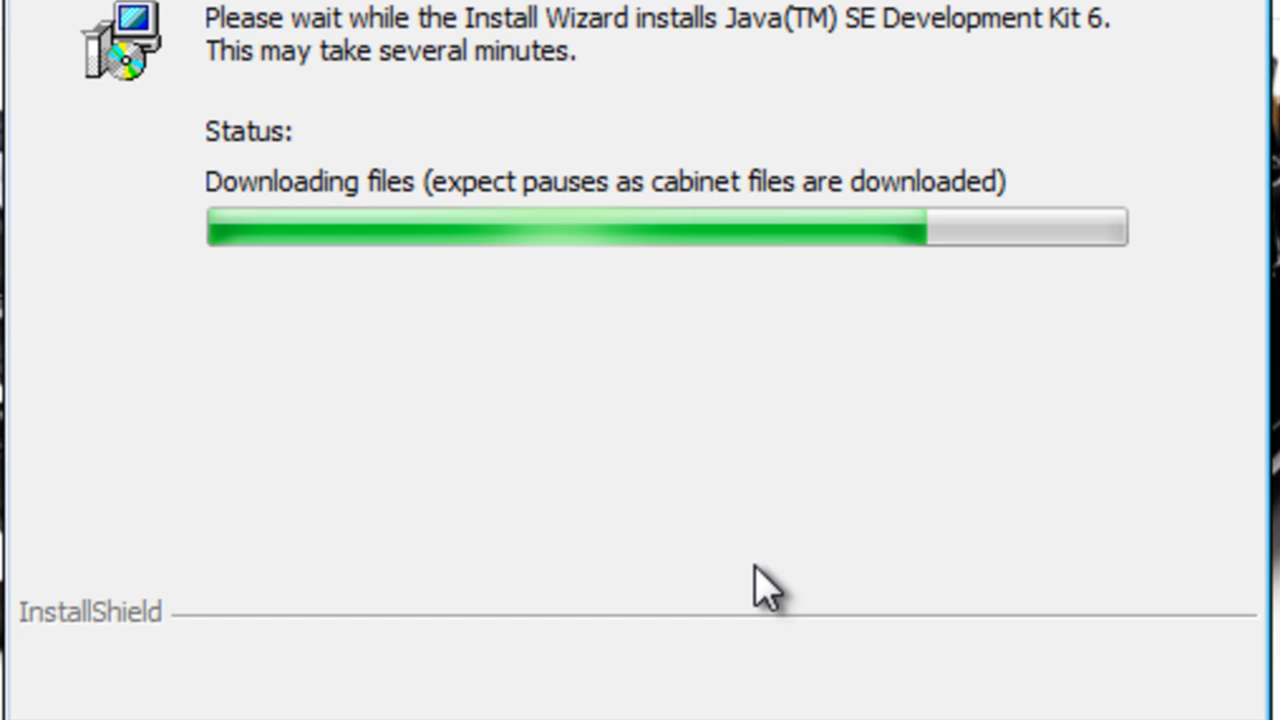 Please wait while the Install Wizard installs Java(TM) SE Development Kit 6.
This may take several minutes.
Status:
Downloading files (expect pauses as cabinet files are downloaded)
InstallShield